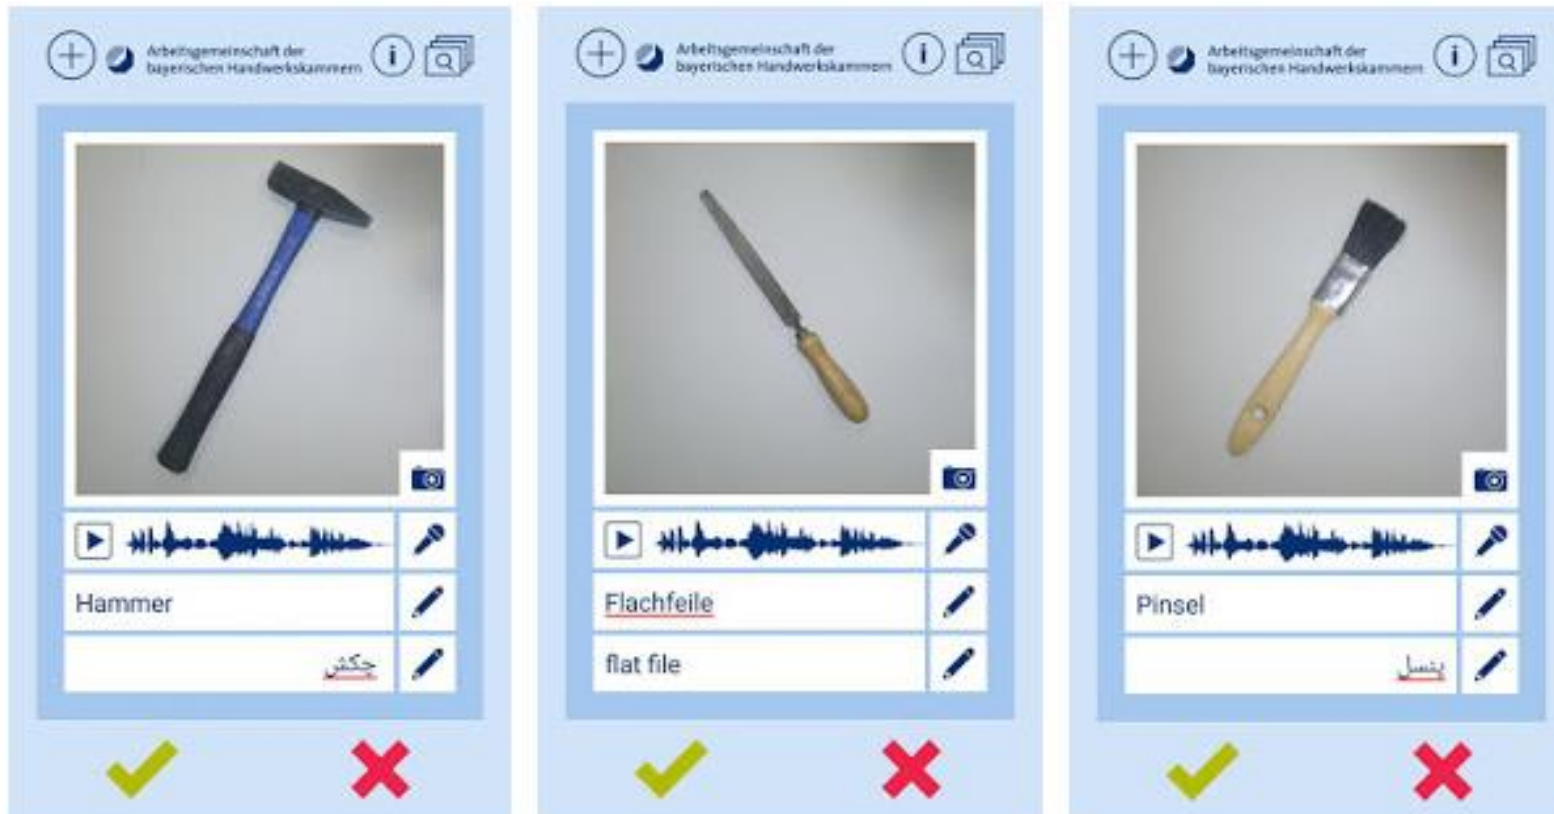 Arbeitsgemeinschaft der
bayerischen Handwerkskammern
Hammer
چکش
Arbeitsgemeinschaft der
bayerischen Handwerkskammern
Flachfeile
flat file
Arbeitsgemeinschaft der
bayerischen Handwerkskammern
Pinsel
پنسل